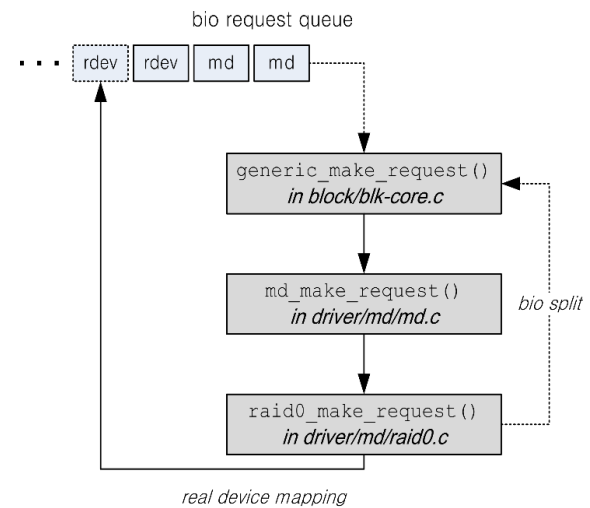 bio request queue
... rdev rdev md md
generic_make_request()
in block/blk-core.c
md_make_request()
in driver/md/md.c
bio split
raid0_make_request()
in driver/md/raid0.c
real device mapping